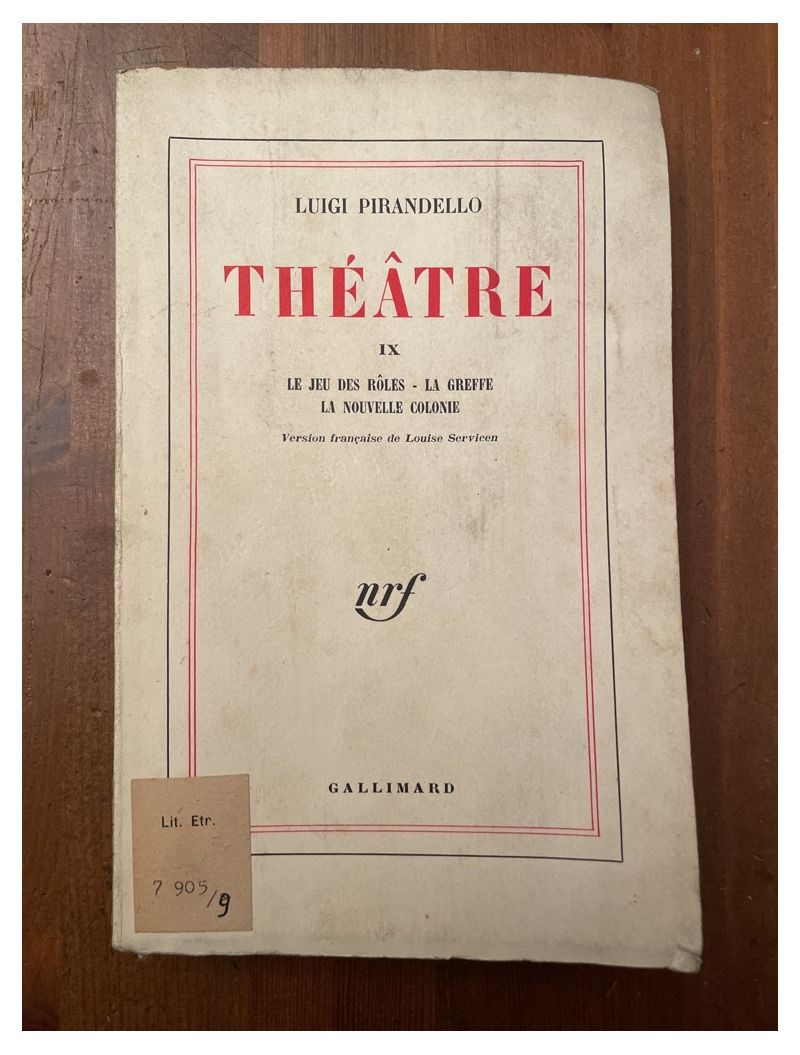 LUIGI PIRANDELLO
THÉÂTRE
IX
LE JEU DES RÔLES - LA GREFFE
LA NOUVELLE COLONIE
Version française de Louise Servicen
nrf
GALLIMARD
Lit. Etr.
7 905/9